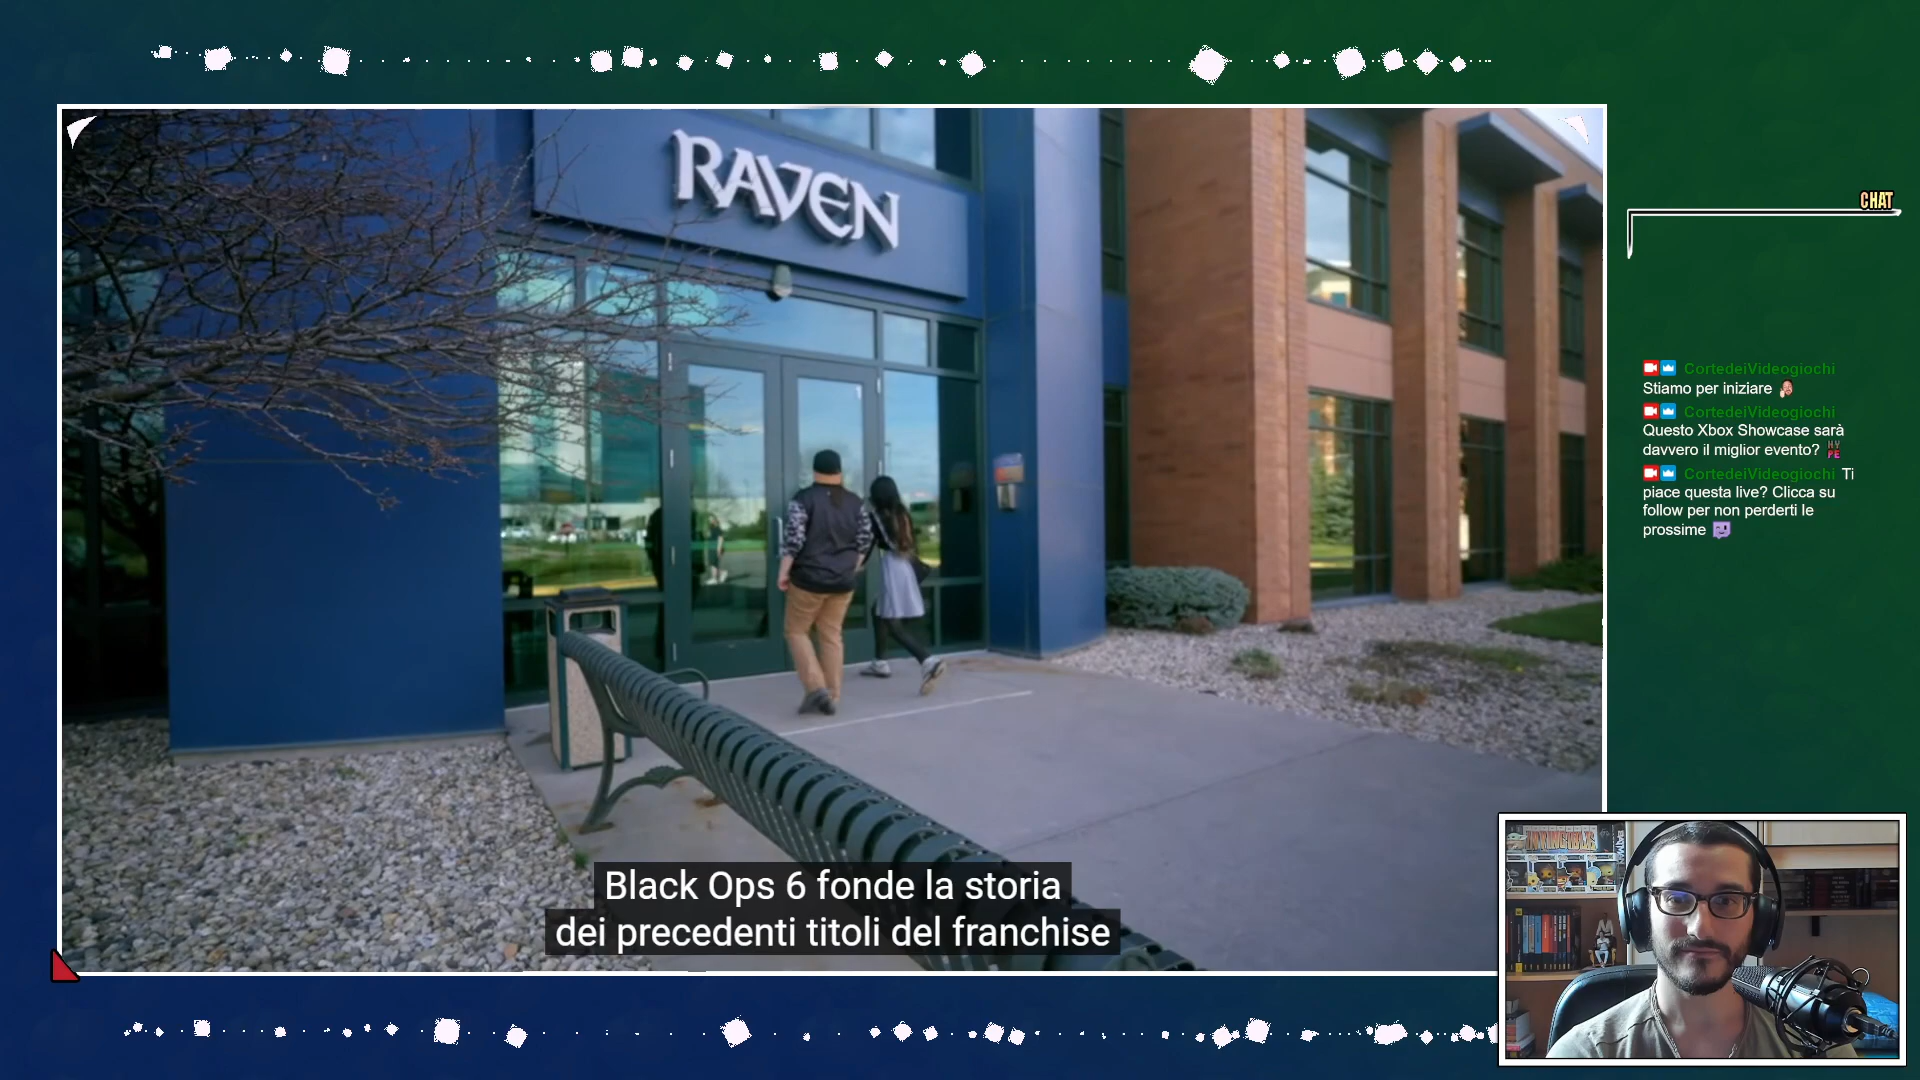 RAVEN
CHAT
CortedeiVideogiochi
Stiamo per iniziare
CortedeiVideogiochi
Questo Xbox Showcase sarà
davvero il miglior evento?
CortedeiVideogiochi Ti
piace questa live? Clicca su
follow per non perderti le
prossime
Black Ops 6 fonde la storia
dei precedenti titoli del franchise
INVINCIBLE
BATMAN